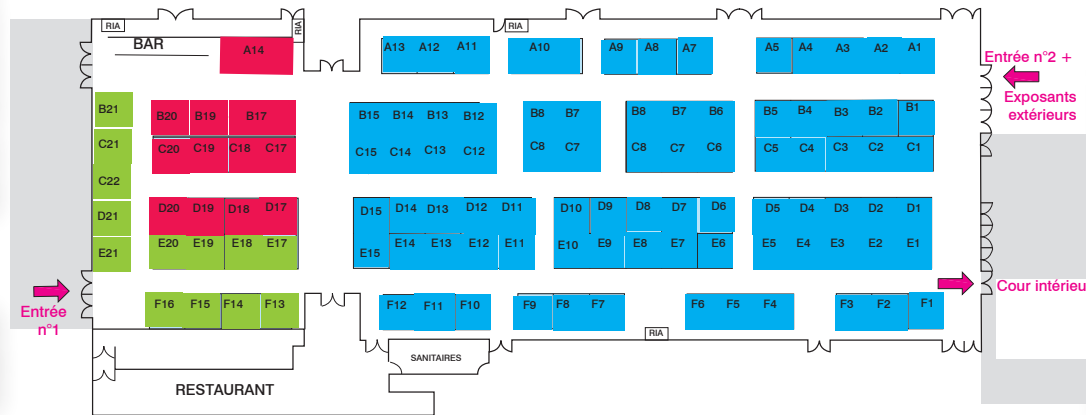 RIA RIA RIA
BAR
A14 A13 A12 A11 A10 A9 A8 A7 A5 A4 A3 A2 A1
Entrée n°2 +
Exposants
extérieurs
B21 B20 B19 B17 B15 B14 B13 B12 B8 B7 B8 B7 B6 B5 B4 B3 B2 B1
C21 C20 C19 C18 C17 C15 C14 C13 C12 C8 C7 C8 C7 C6 C5 C4 C3 C2 C1
C22
D21 D20 D19 D18 D17 D15 D14 D13 D12 D11 D10 D9 D8 D7 D6 D5 D4 D3 D2 D1
E21 E20 E19 E18 E17 E15 E14 E13 E12 E11 E10 E9 E8 E7 E6 E5 E4 E3 E2 E1
Entrée
n°1
Cour intérieu
F16 F15 F14 F13 F12 F11 F10 F9 F8 F7 F6 F5 F4 F3 F2 F1
RIA
SANITAIRES
RESTAURANT